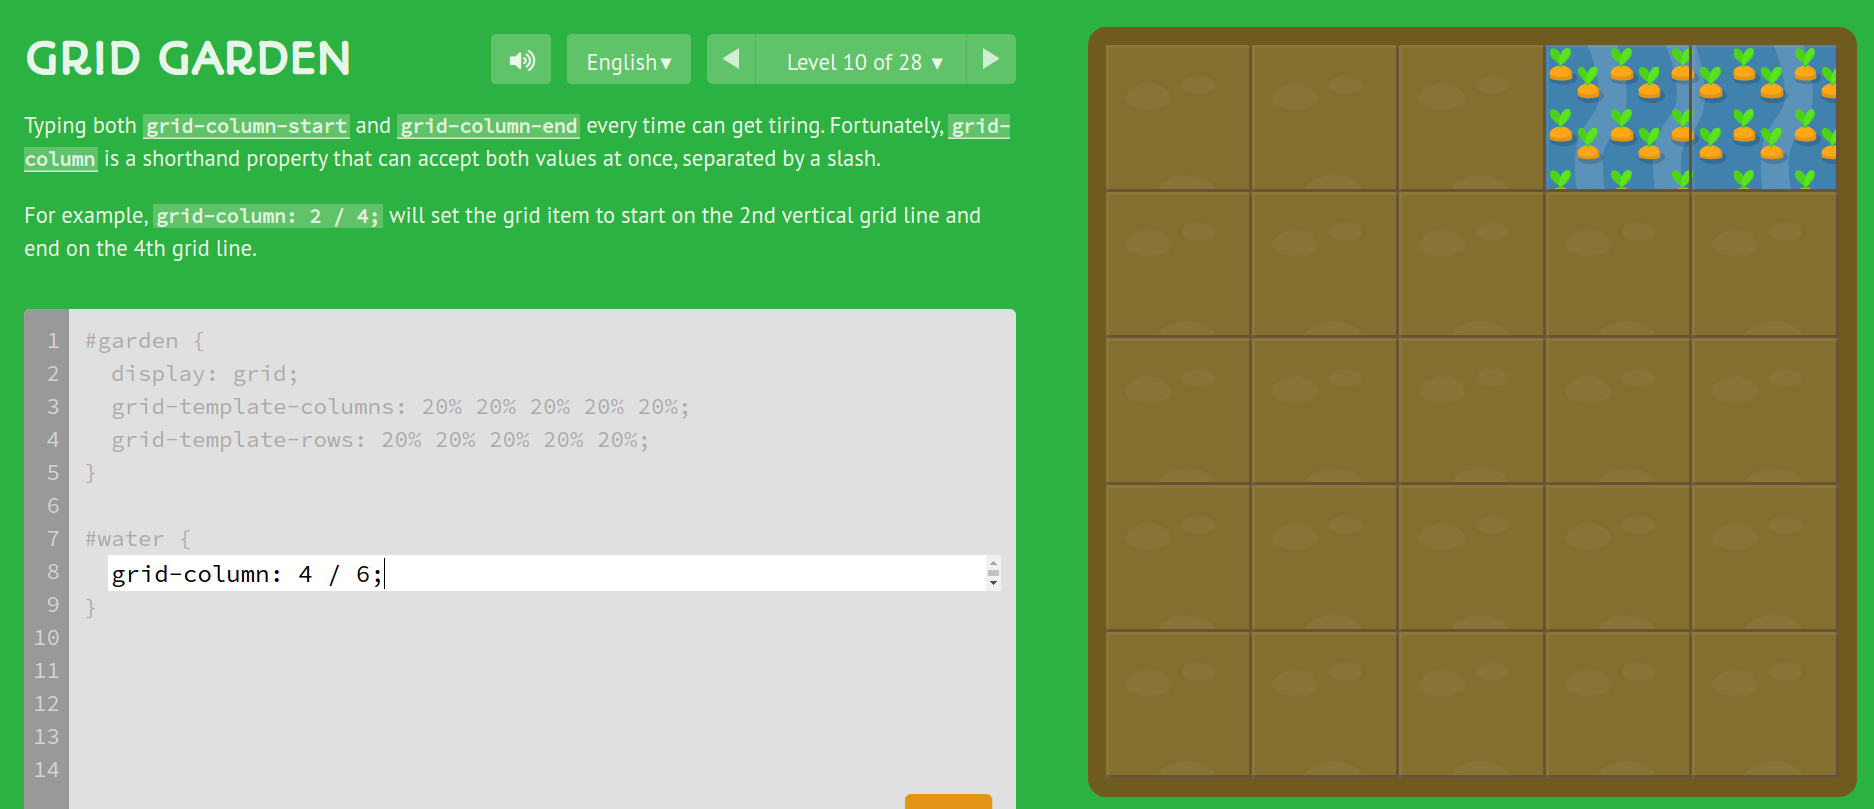 GRID GARDEN
English▾
Level 10 of 28 ▾
Typing both grid-column-start and grid-column-end every time can get tiring. Fortunately, grid-
column is a shorthand property that can accept both values at once, separated by a slash.
For example, grid-column: 2 / 4; will set the grid item to start on the 2nd vertical grid line and
end on the 4th grid line.
1 #garden {
2 display: grid;
3 grid-template-columns: 20% 20% 20% 20% 20%;
4 grid-template-rows: 20% 20% 20% 20% 20%;
5 }
6
7 #water {
8 grid-column: 4 / 6;
9 }
10
11
12
13
14